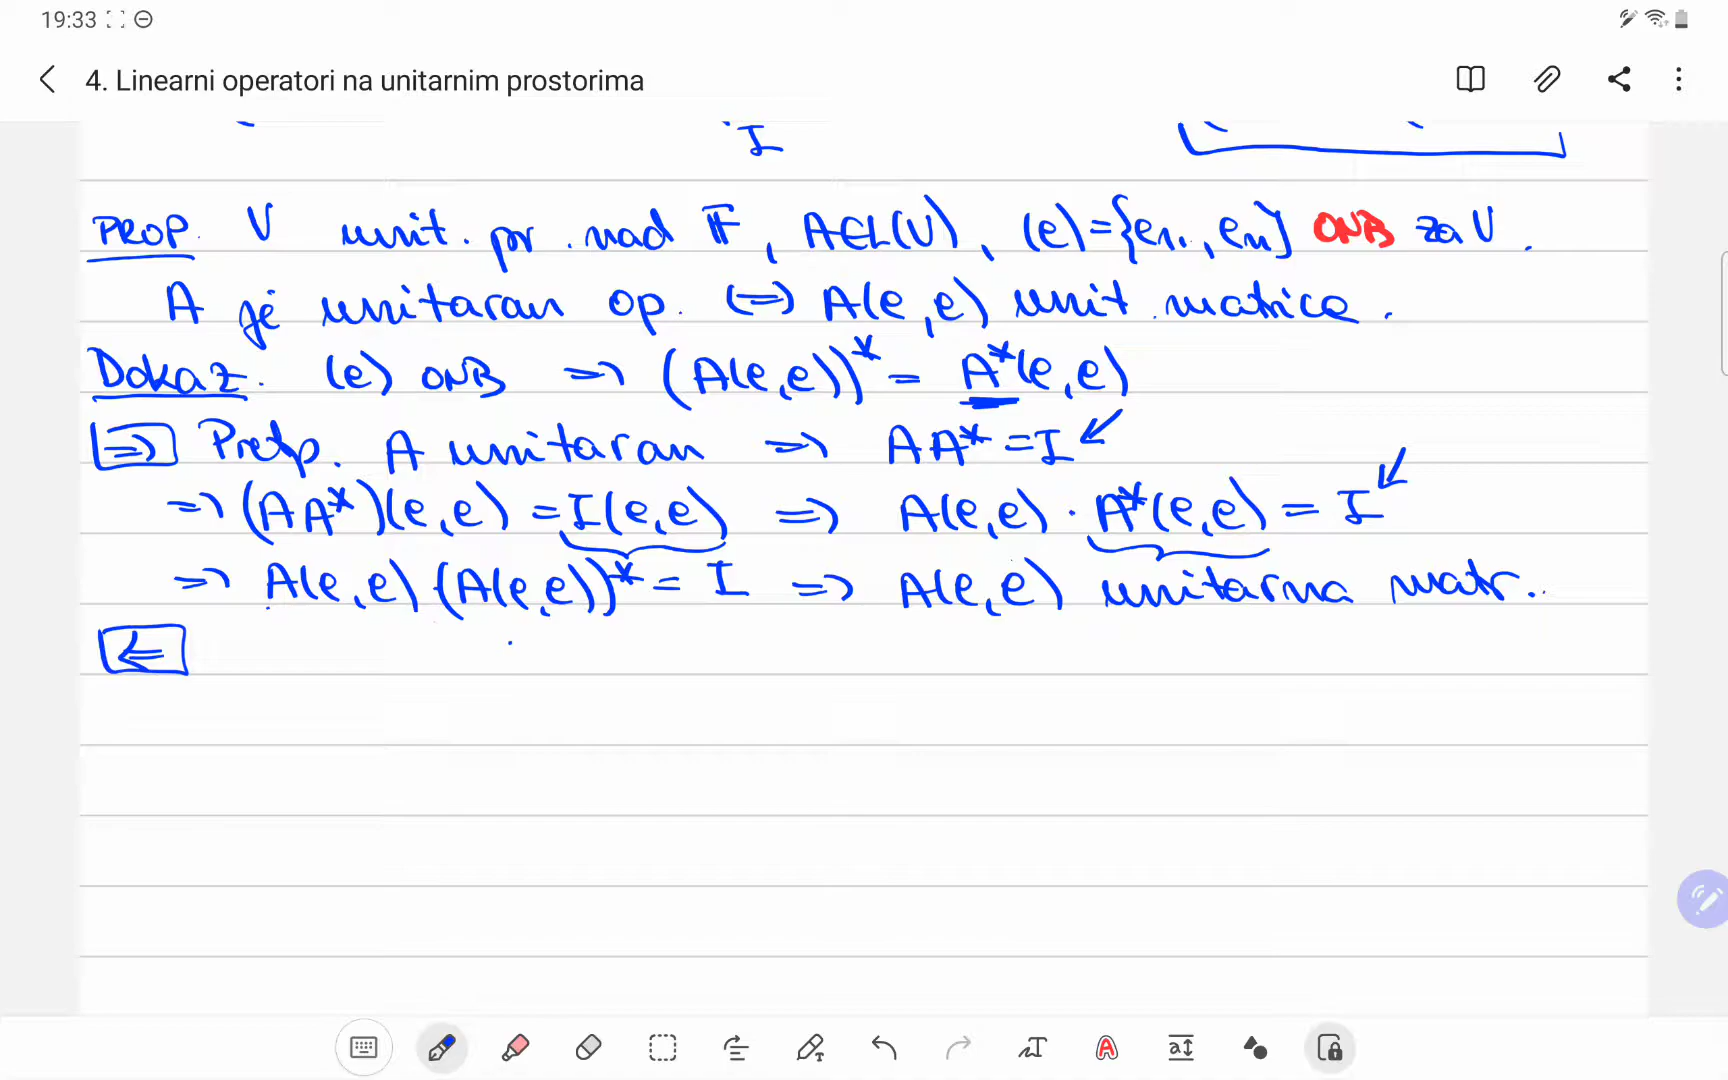 19:33
4. Linearni operatori na unitarnim prostorima
I
PROP. V unit. pr. nad 𝔽, A∈L(V), (e)={e1,..,en} ONB za V.
A je unitaran op. (=) A(e,e) unit. matrica.
Dokaz. (e) ONB => (A(e,e))* = A*(e,e)
=> Pretp. A unitaran => AA* = I ↙
=> (AA*)(e,e) = I(e,e) => A(e,e) · A*(e,e) = I ↙
=> A(e,e) (A(e,e))* = I => A(e,e) unitarna matr..
<=